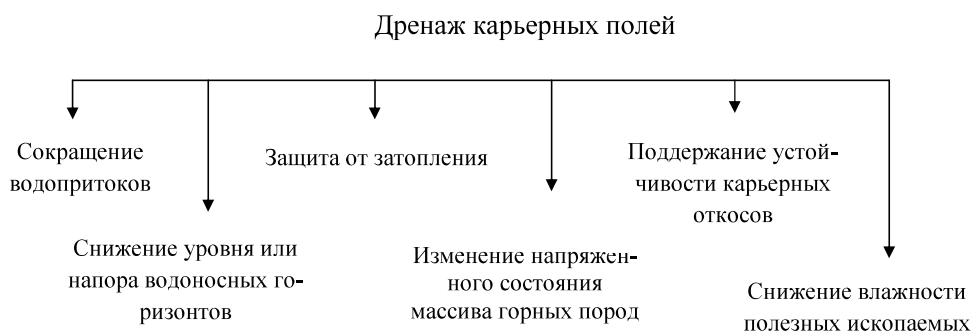 Дренаж карьерных полей
Сокращение
водопритоков
Снижение уровня или
напора водоносных го-
ризонтов
Защита от затопления
Изменение напряжен-
ного состояния
массива горных пород
Поддержание устой-
чивости карьерных
откосов
Снижение влажности
полезных ископаемых